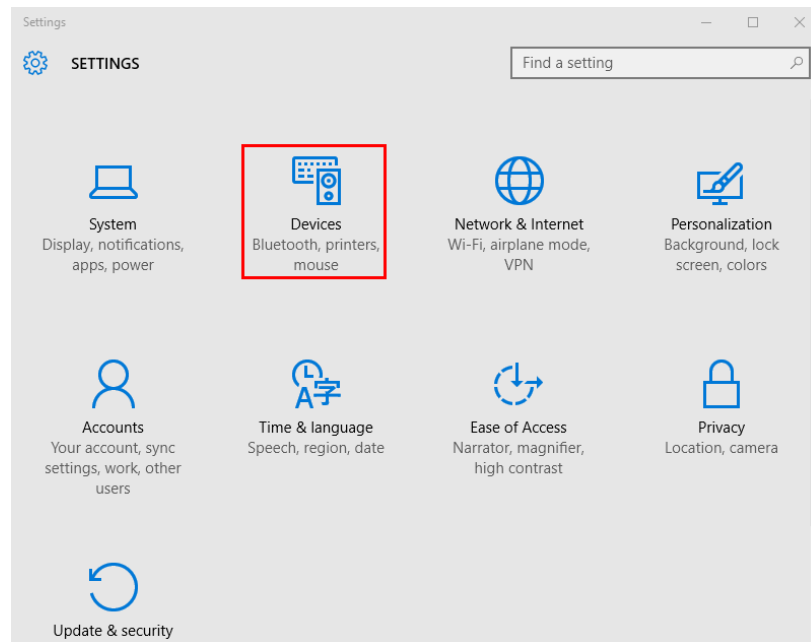 Settings
SETTINGS
Find a setting
System
Display, notifications,
apps, power
Devices
Bluetooth, printers,
mouse
Network & Internet
Wi-Fi, airplane mode,
VPN
Personalization
Background, lock
screen, colors
Accounts
Your account, sync
settings, work, other
users
Time & language
Speech, region, date
Ease of Access
Narrator, magnifier,
high contrast
Privacy
Location, camera
Update & security